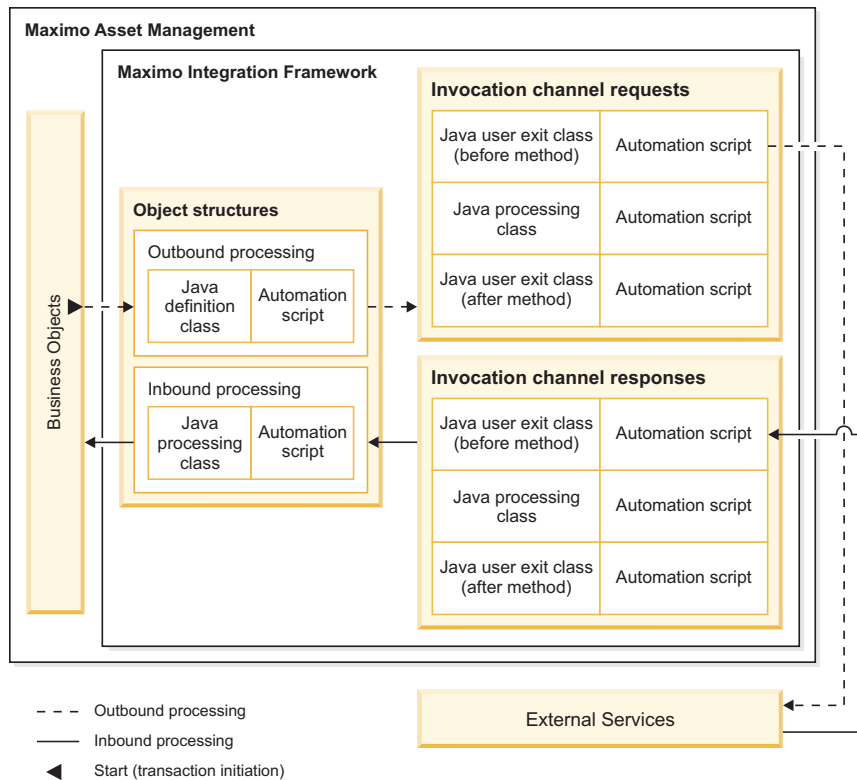 Maximo Asset Management
Maximo Integration Framework
Business Objects
Object structures
Outbound processing
Java
definition
class
Automation
script
Inbound processing
Java
processing
class
Automation
script
Invocation channel requests
Java user exit class
(before method)
Automation script
Java processing
class
Automation script
Java user exit class
(after method)
Automation script
Invocation channel responses
Java user exit class
(before method)
Automation script
Java processing
class
Automation script
Java user exit class
(after method)
Automation script
External Services
Outbound processing
Inbound processing
Start (transaction initiation)